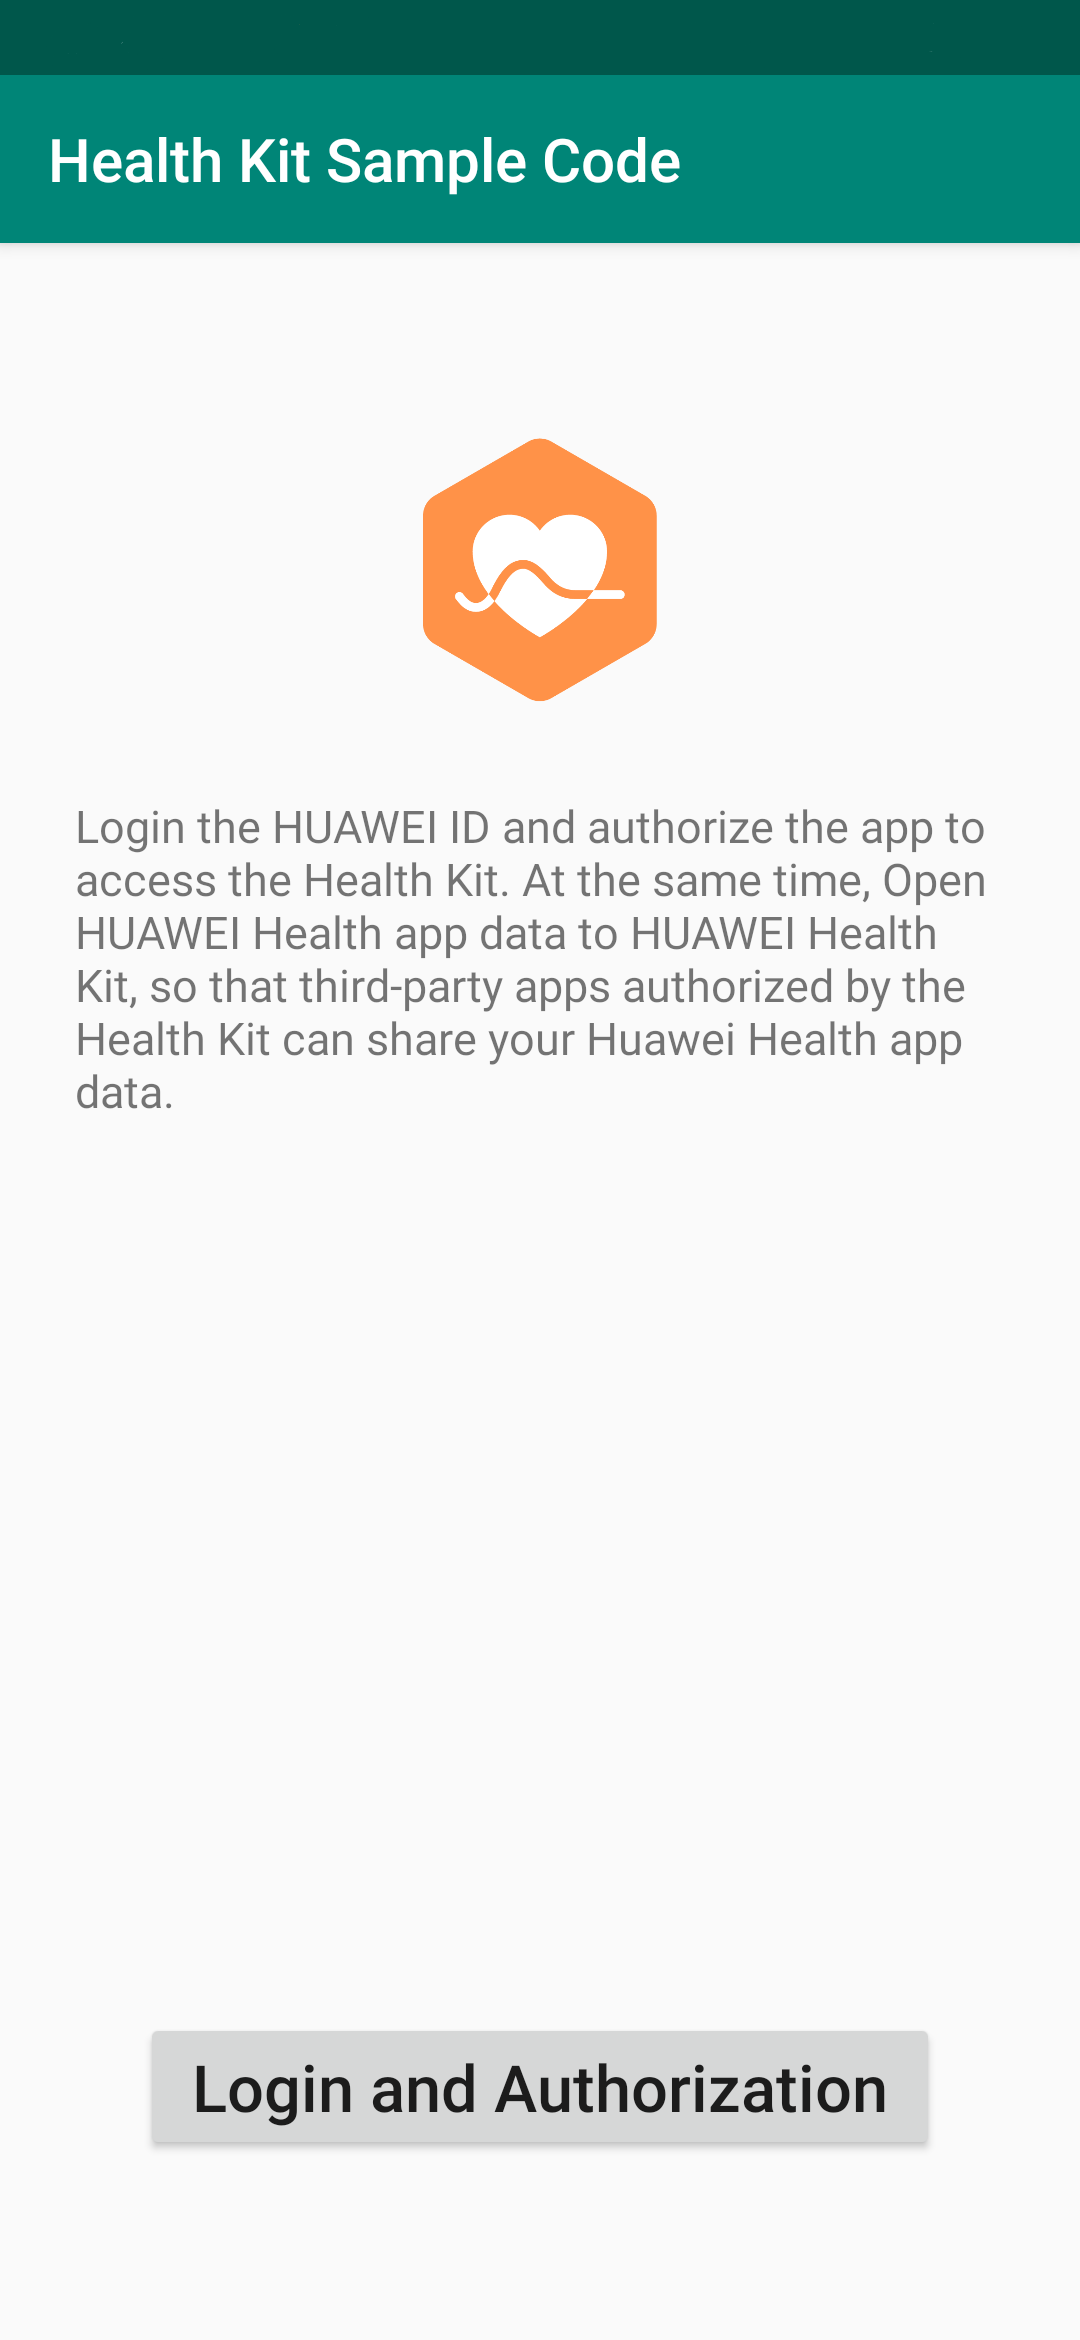 Health Kit Sample Code
Login the HUAWEI ID and authorize the app to
access the Health Kit. At the same time, Open
HUAWEI Health app data to HUAWEI Health
Kit, so that third-party apps authorized by the
Health Kit can share your Huawei Health app
data.
Login and Authorization